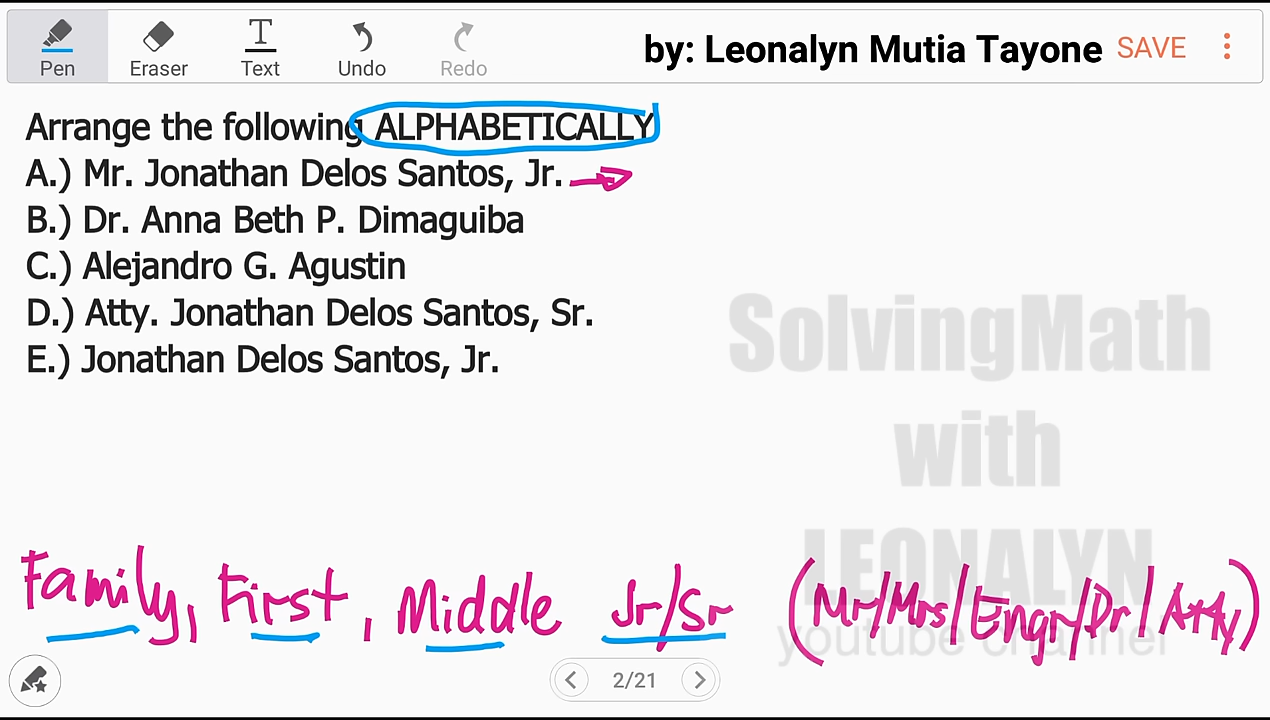 Pen Eraser Text Undo Redo by: Leonalyn Mutia Tayone SAVE
Arrange the following ALPHABETICALLY
A.) Mr. Jonathan Delos Santos, Jr.
B.) Dr. Anna Beth P. Dimaguiba
C.) Alejandro G. Agustin
D.) Atty. Jonathan Delos Santos, Sr.
E.) Jonathan Delos Santos, Jr.
SolvingMath
with
LEONALYN
youtube channel
Family, First, Middle Jr/Sr (Mr/Mrs/Engr/Dr/Atty)
2/21